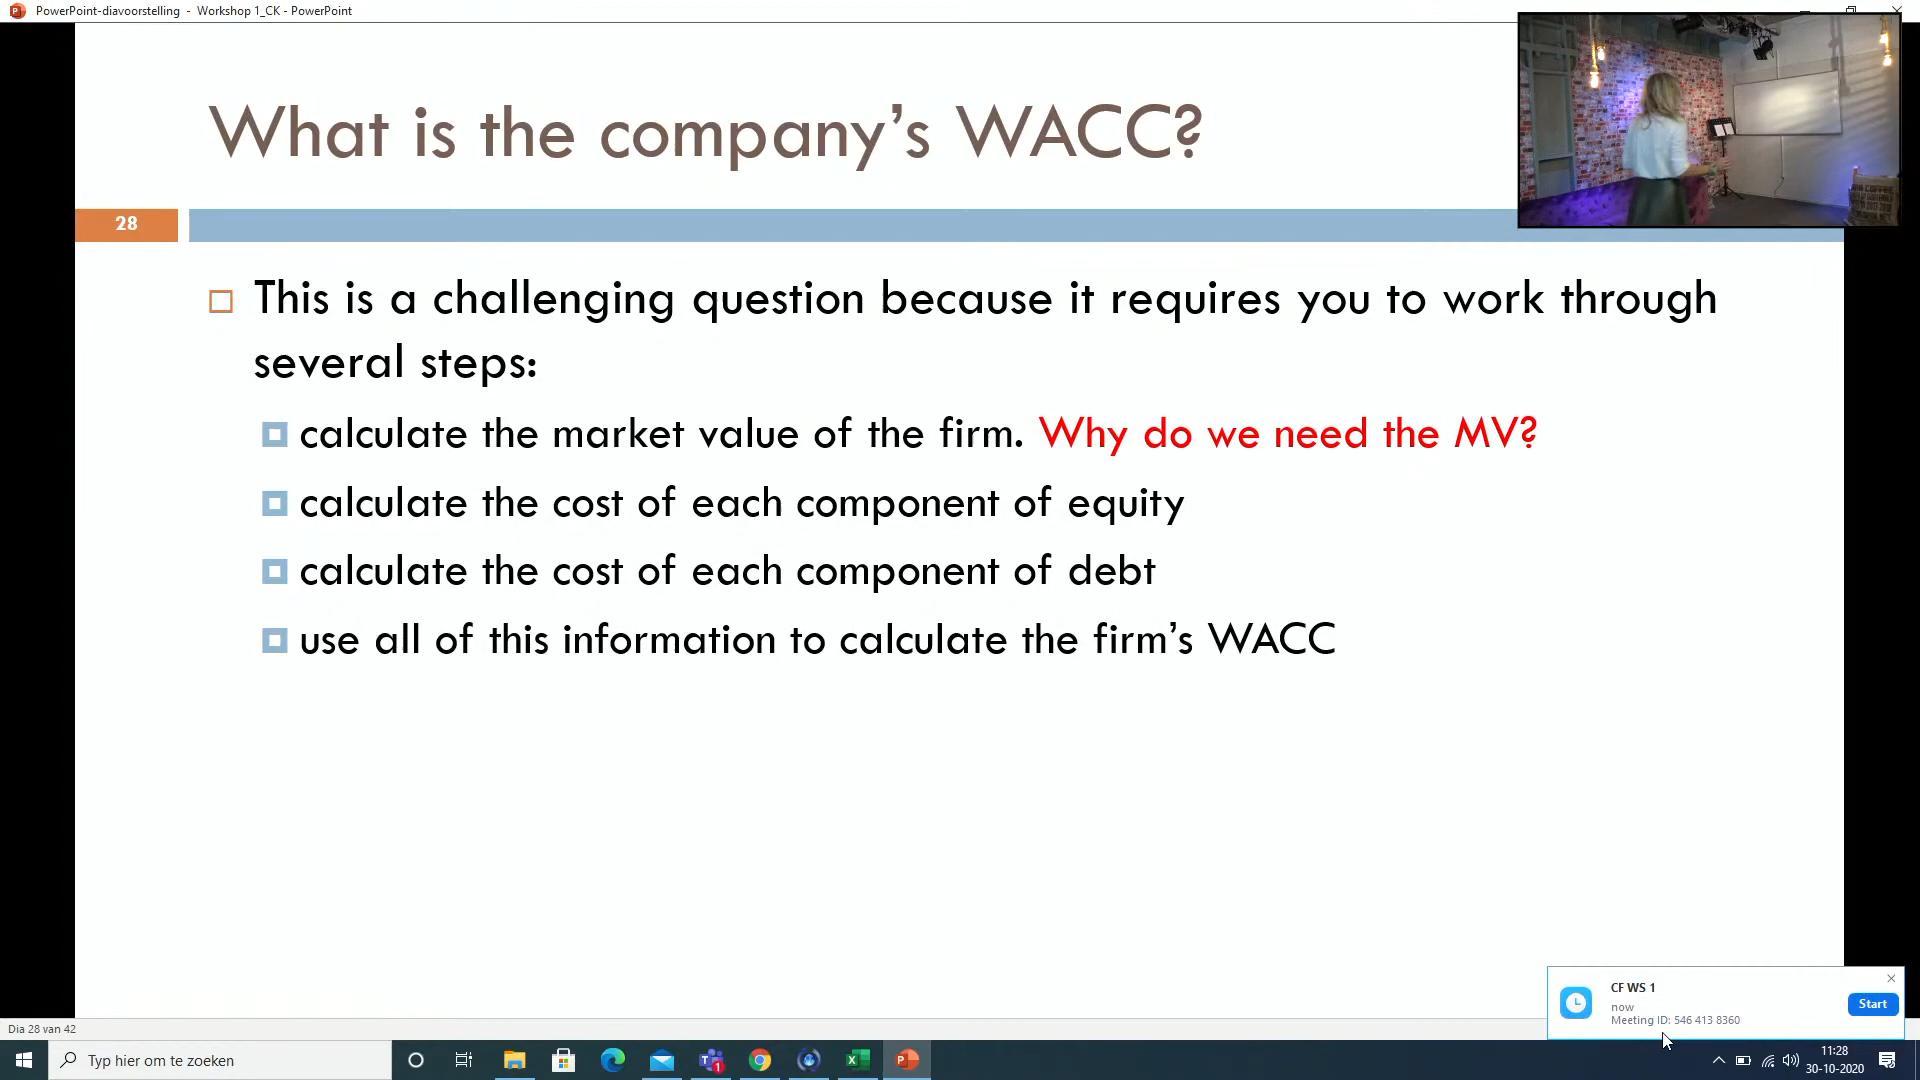 PowerPoint-diavoorstelling - Workshop 1_CK - PowerPoint
What is the company's WACC?
28
This is a challenging question because it requires you to work through
several steps:
calculate the market value of the firm. Why do we need the MV?
calculate the cost of each component of equity
calculate the cost of each component of debt
use all of this information to calculate the firm's WACC
CF WS 1
now
Meeting ID: 546 413 8360
Start
Dia 28 van 42
Typ hier om te zoeken
1
11:28
30-10-2020